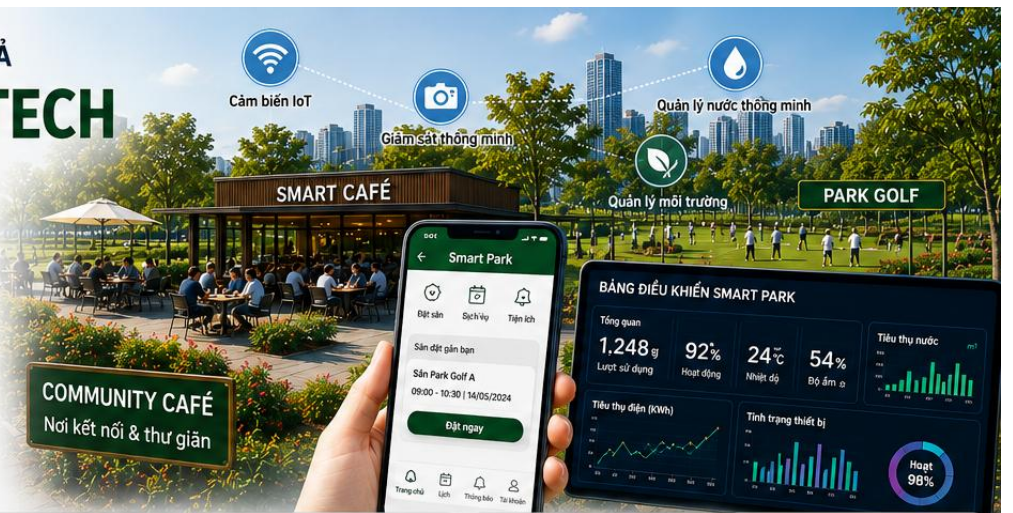 Ả
TECH
Cảm biến IoT
Giám sát thông minh
Quản lý nước thông minh
Quản lý môi trường
SMART CAFÉ
PARK GOLF
COMMUNITY CAFÉ
Nơi kết nối & thư giãn
Smart Park
Đặt sân
Tiện ích
Sân đặt gần bạn
Sân Park Golf A
09:00 - 10:30 | 14/05/2024
Đặt ngay
Trang chủ
Lịch
Thông báo
Tài khoản
BẢNG ĐIỀU KHIỂN SMART PARK
Tổng quan
1,248
Lượt sử dụng
92%
Hoạt động
24°C
Nhiệt độ
54%
Độ ẩm
Tiêu thụ nước
m³
Tiêu thụ điện (KWh)
Tình trạng thiết bị
Hoạt
98%